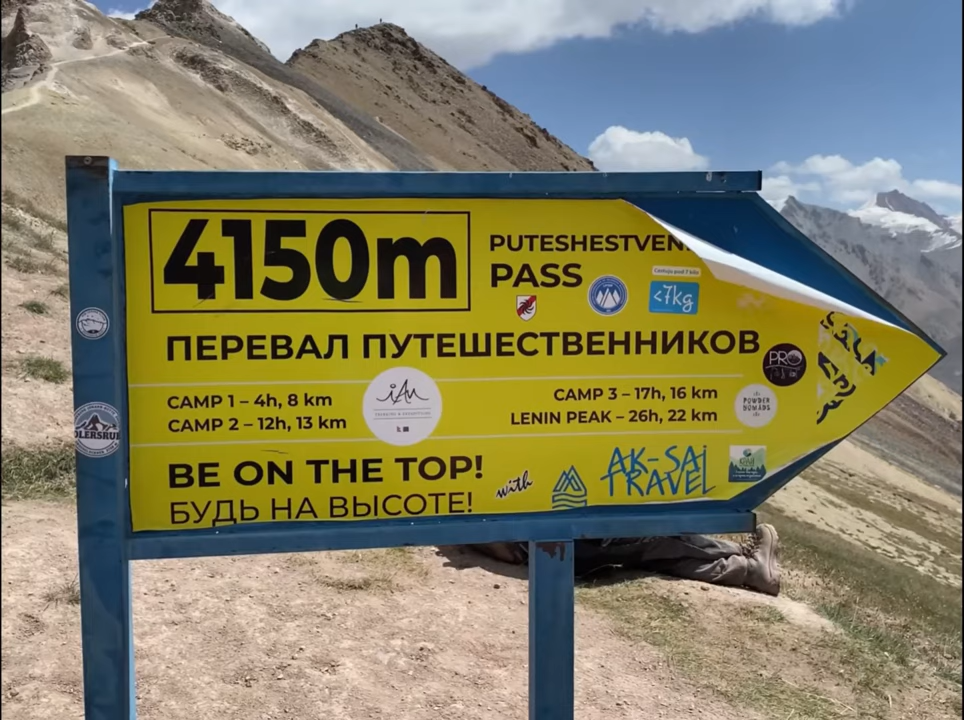 4150m
PUTESHESTVEN
PASS
<7kg
ПЕРЕВАЛ ПУТЕШЕСТВЕННИКОВ
PRO
CAMP 1 – 4h, 8 km
CAMP 2 – 12h, 13 km
iAn
CAMP 3 – 17h, 16 km
LENIN PEAK – 26h, 22 km
POWDER
NOMADS
BE ON THE TOP!
БУДЬ НА ВЫСОТЕ!
with
AK-SAI
TRAVEL